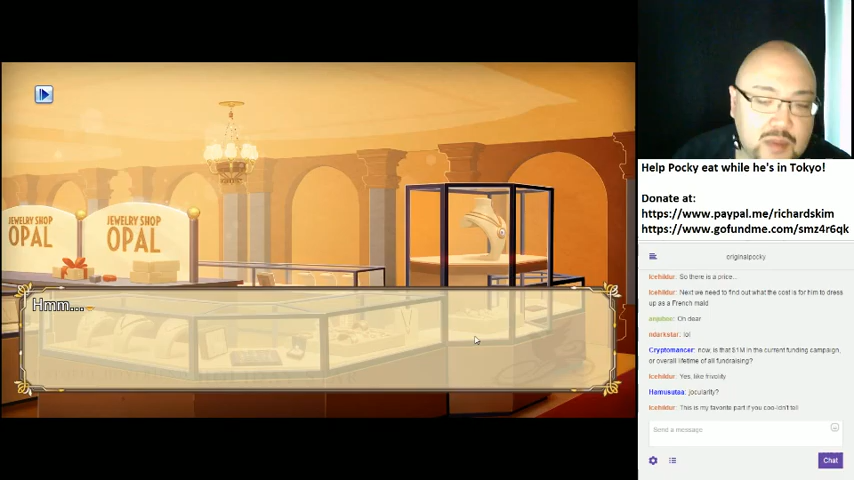 JEWELRY SHOP
OPAL
JEWELRY SHOP
OPAL
Hmm...
Help Pocky eat while he's in Tokyo!
Donate at:
https://www.paypal.me/richardskim
https://www.gofundme.com/smz4r6qk
originalpocky
Icehildur: So there is a price...
Icehildur: Next we need to find out what the cost is for him to dress
up as a French maid
Oh dear
ndarkstar: lol
Cryptomancer: now, is that $1M in the current funding campaign,
or overall lifetime of all fundraising?
Icehildur: Yes, like frivolity
Hamusutaa: jocularity?
Icehildur: This is my favorite part if you coo-ldn't tell
Send a message
Chat